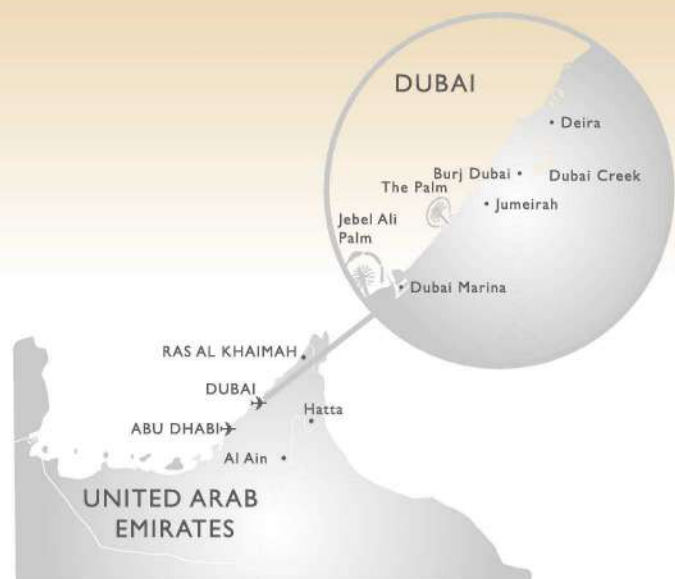 DUBAI
Deira
Burj Dubai
Dubai Creek
The Palm
Jumeirah
Jebel Ali
Palm
Dubai Marina
RAS AL KHAIMAH
DUBAI
Hatta
ABU DHABI
Al Ain
UNITED ARAB
EMIRATES